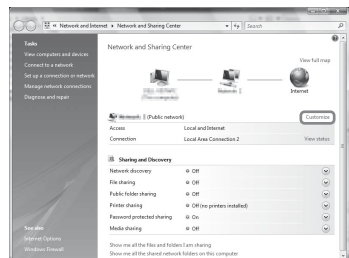 « Network and Internet ▸ Network and Sharing Center
Search
Tasks
View computers and devices
Connect to a network
Set up a connection or network
Manage network connections
Diagnose and repair
See also
Internet Options
Windows Firewall
Network and Sharing Center
View full map
Internet
(Public network)
Customize
Access Local and Internet
Connection Local Area Connection 2 View status
Sharing and Discovery
Network discovery Off
File sharing Off
Public folder sharing Off
Printer sharing Off (no printers installed)
Password protected sharing On
Media sharing Off
Show me all the files and folders I am sharing
Show me all the shared network folders on this computer